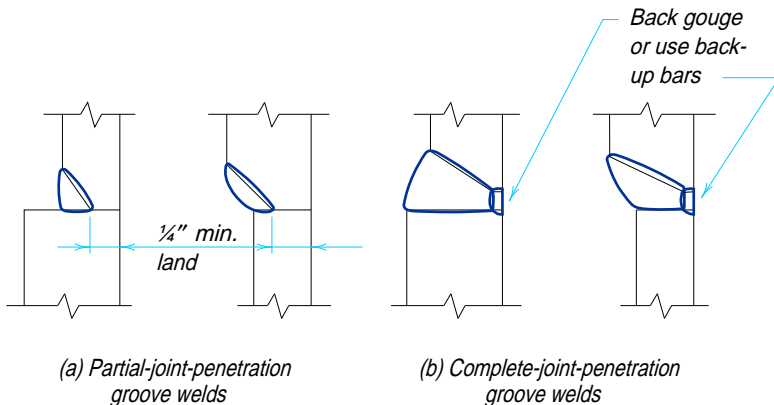 Back gouge
or use back-
up bars
¼" min.
land
(a) Partial-joint-penetration
groove welds
(b) Complete-joint-penetration
groove welds